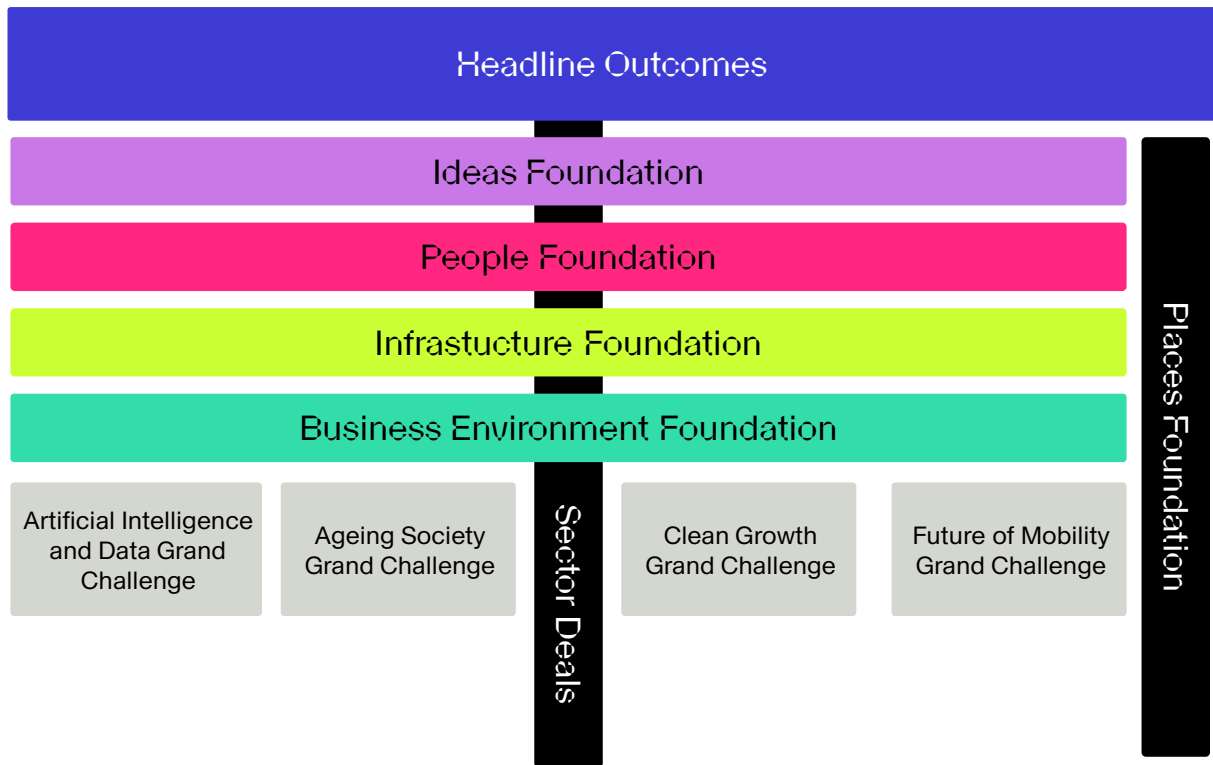 Headline Outcomes
Ideas Foundation
People Foundation
Infrastucture Foundation
Business Environment Foundation
Artificial Intelligence
and Data Grand
Challenge
Ageing Society
Grand Challenge
Sector Deals
Clean Growth
Grand Challenge
Future of Mobility
Grand Challenge
Places Foundation